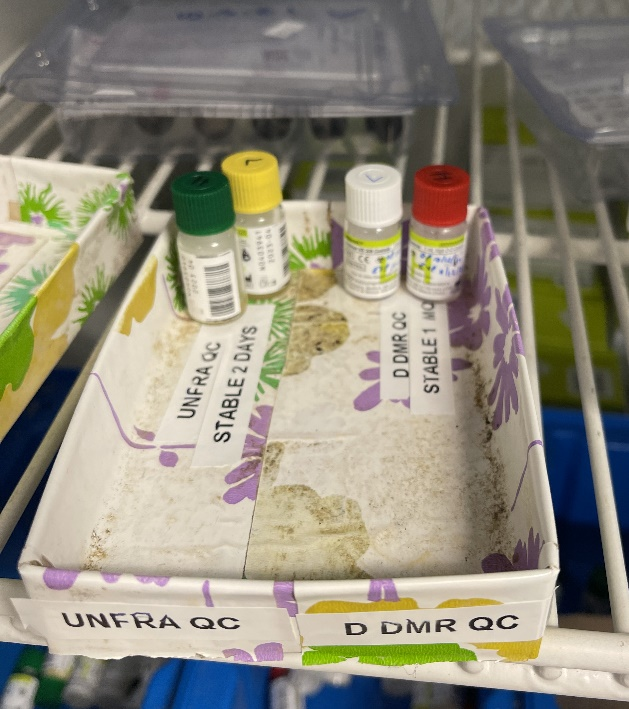 L
UNFRA QC
STABLE 2 DAYS
D DMR QC
STABLE 1
UNFRA QC
D DMR QC